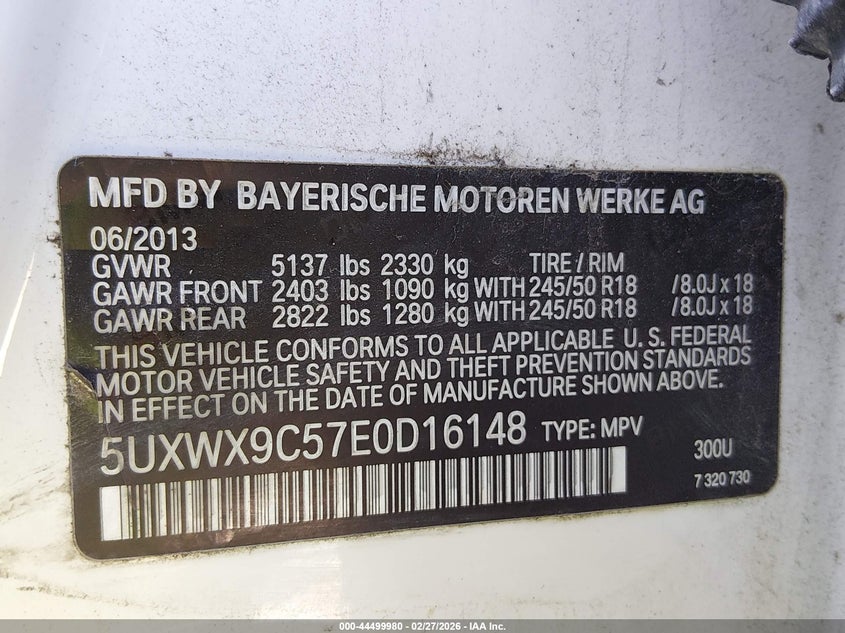 MFD BY BAYERISCHE MOTOREN WERKE AG
06/2013
GVWR 5137 lbs 2330 kg TIRE / RIM
GAWR FRONT 2403 lbs 1090 kg WITH 245/50 R18 /8.0J x 18
GAWR REAR 2822 lbs 1280 kg WITH 245/50 R18 /8.0J x 18
THIS VEHICLE CONFORMS TO ALL APPLICABLE U. S. FEDERAL
MOTOR VEHICLE SAFETY AND THEFT PREVENTION STANDARDS
IN EFFECT ON THE DATE OF MANUFACTURE SHOWN ABOVE.
5UXWX9C57E0D16148 TYPE: MPV 300U
7 320 730
000-44499980 - 02/27/2026 - IAA Inc.